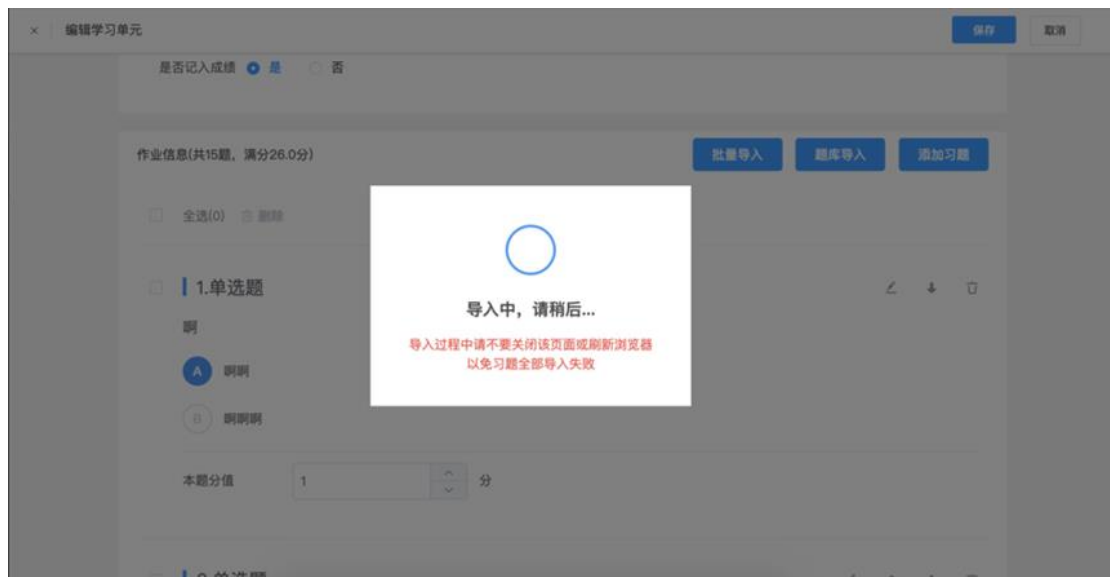 × 编辑学习单元 保存 取消
是否记入成绩 是 否
作业信息(共15题，满分26.0分) 批量导入 题库导入 添加习题
全选(0) 删除
1.单选题
导入中，请稍后...
啊
导入过程中请不要关闭该页面或刷新浏览器
以免习题全部导入失败
A 啊啊
B 啊啊啊
本题分值 1 分
2.单选题